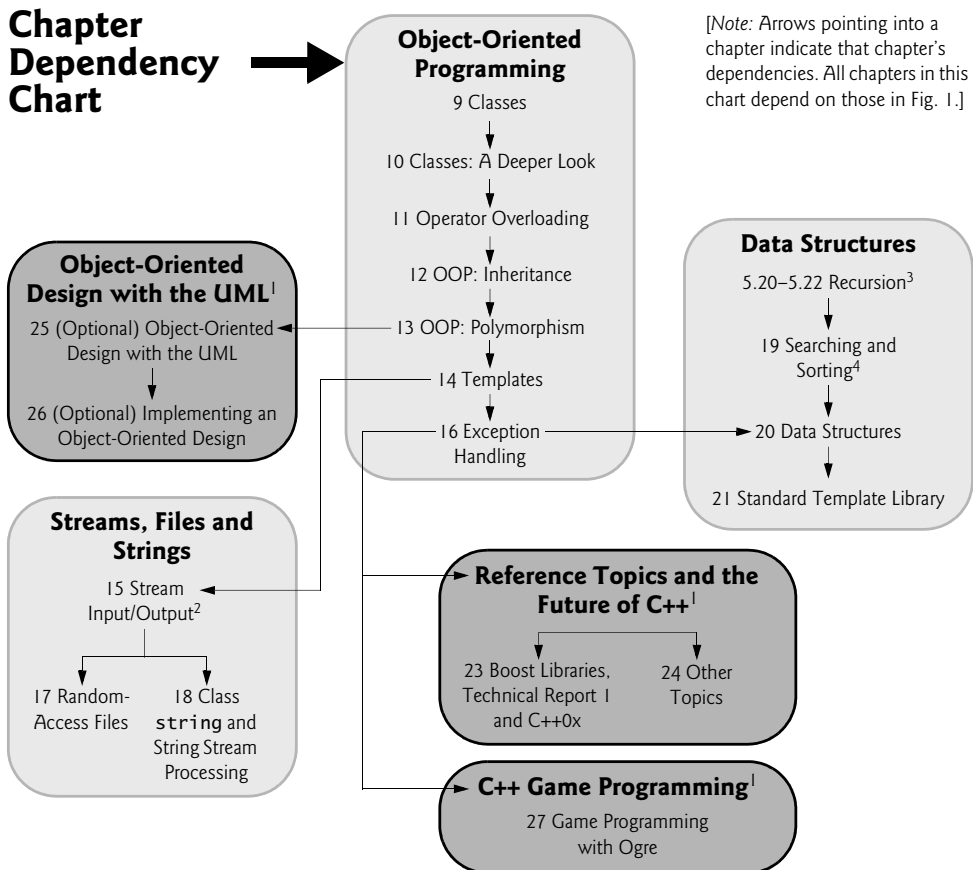 Chapter
Dependency
Chart
[Note: Arrows pointing into a
chapter indicate that chapter's
dependencies. All chapters in this
chart depend on those in Fig. 1.]
Object-Oriented
Programming
9 Classes
10 Classes: A Deeper Look
11 Operator Overloading
12 OOP: Inheritance
13 OOP: Polymorphism
14 Templates
16 Exception
Handling
Object-Oriented
Design with the UML¹
25 (Optional) Object-Oriented
Design with the UML
26 (Optional) Implementing an
Object-Oriented Design
Data Structures
5.20–5.22 Recursion³
19 Searching and
Sorting⁴
20 Data Structures
21 Standard Template Library
Streams, Files and
Strings
15 Stream
Input/Output²
17 Random-
Access Files
18 Class
string and
String Stream
Processing
Reference Topics and the
Future of C++¹
23 Boost Libraries,
Technical Report 1
and C++0x
24 Other
Topics
C++ Game Programming¹
27 Game Programming
with Ogre